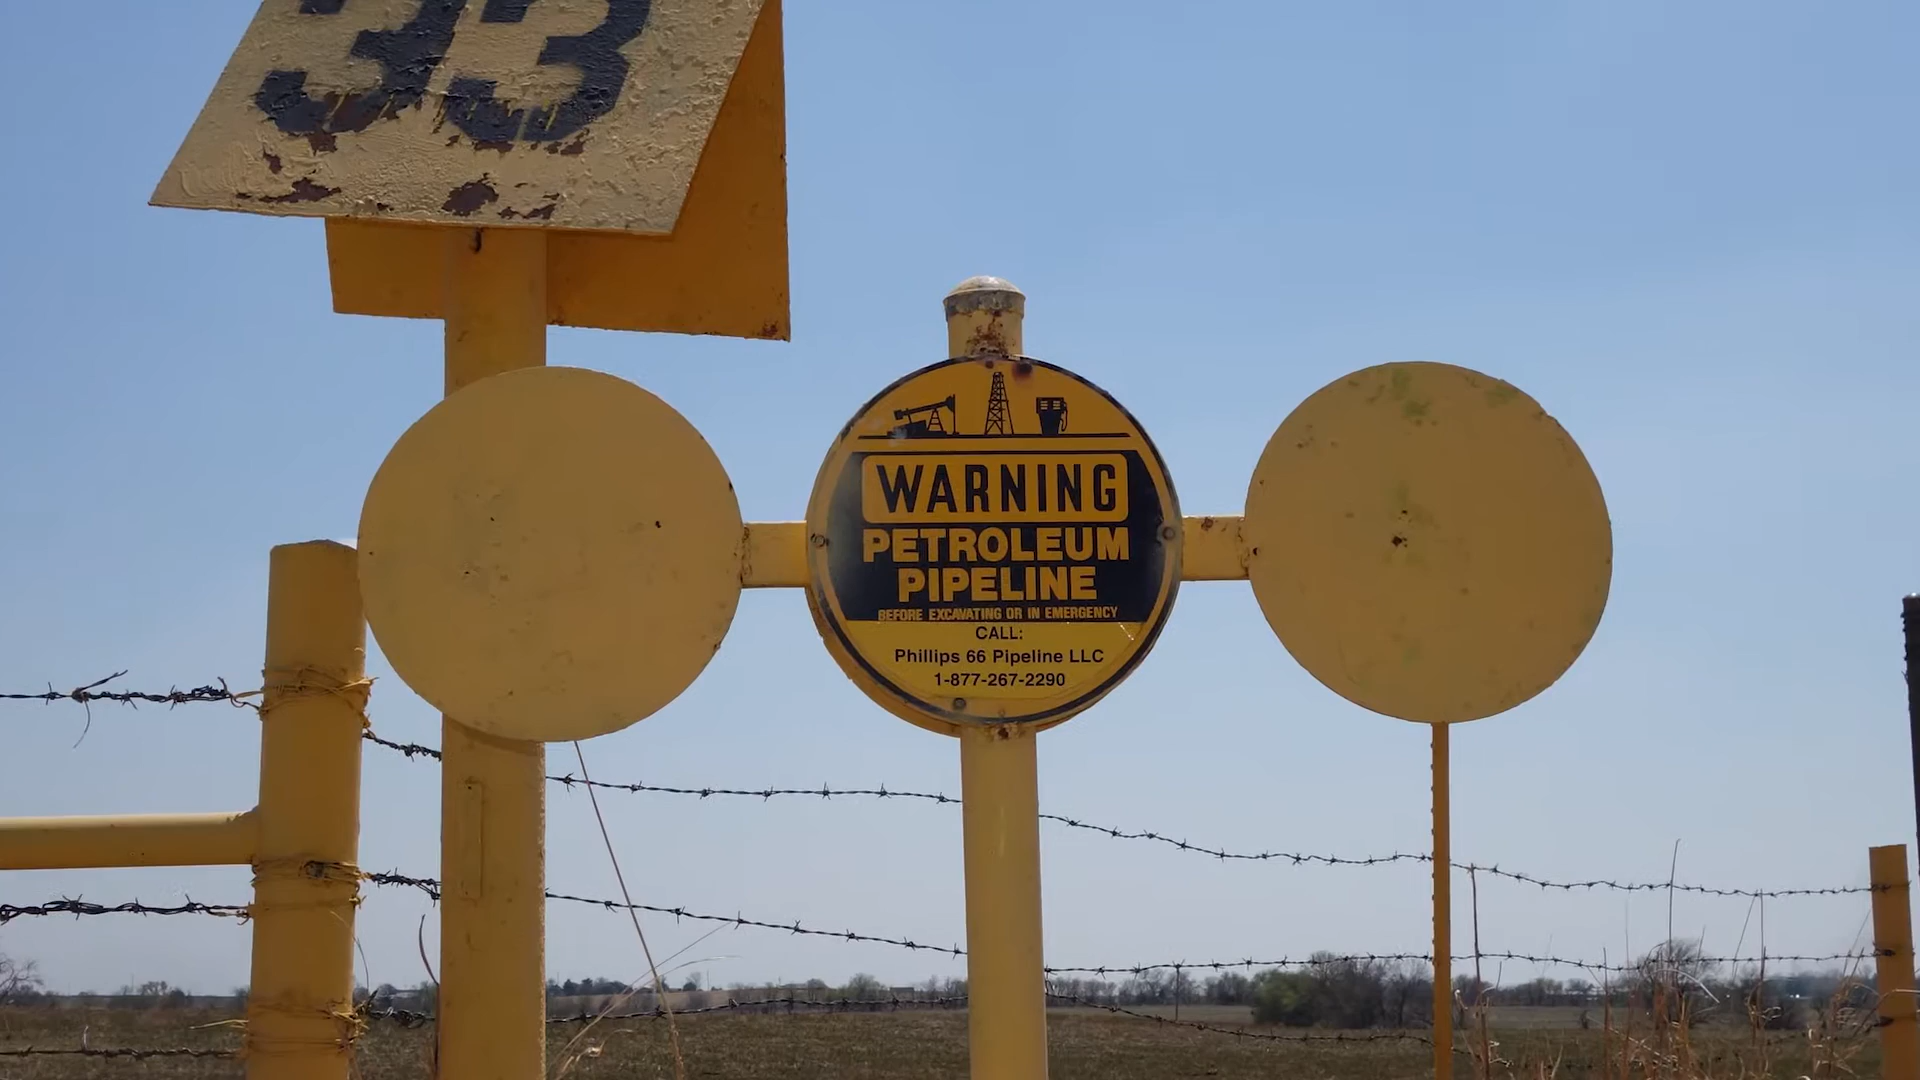 33
WARNING
PETROLEUM
PIPELINE
BEFORE EXCAVATING OR IN EMERGENCY
CALL:
Phillips 66 Pipeline LLC
1-877-267-2290